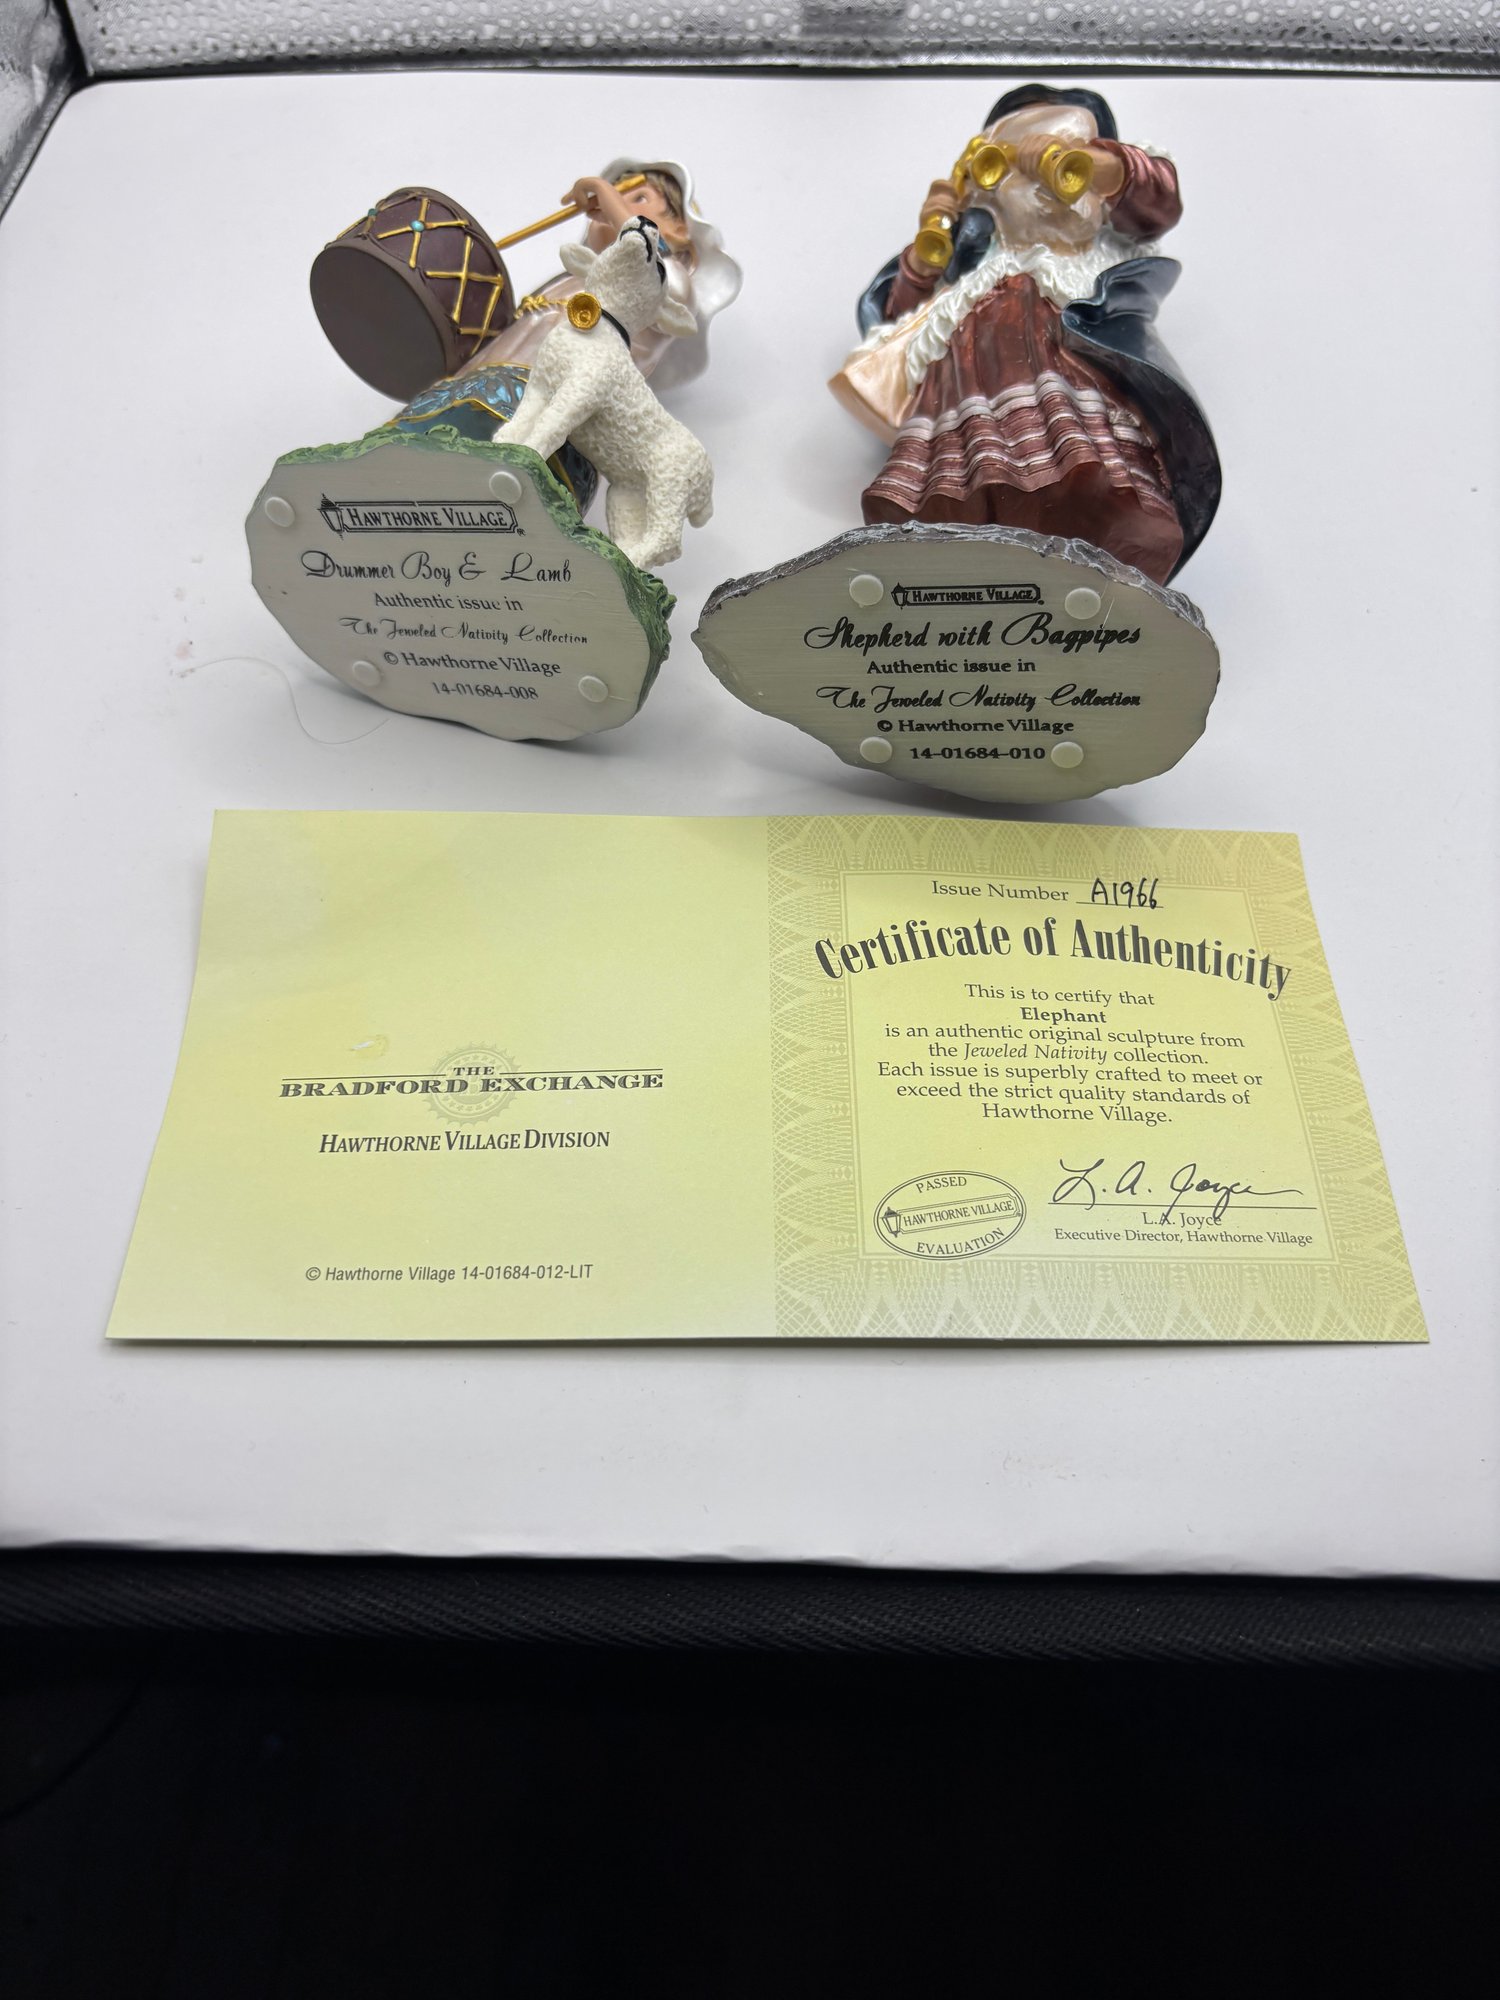 HAWTHORNE VILLAGE
Drummer Boy & Lamb
Authentic issue in
The Jeweled Nativity Collection
© Hawthorne Village
14-01684-008
HAWTHORNE VILLAGE
Shepherd with Bagpipes
Authentic issue in
The Jeweled Nativity Collection
© Hawthorne Village
14-01684-010
THE
BRADFORD EXCHANGE
HAWTHORNE VILLAGE DIVISION
© Hawthorne Village 14-01684-012-LIT
Issue Number A1966
Certificate of Authenticity
This is to certify that
Elephant
is an authentic original sculpture from
the Jeweled Nativity collection.
Each issue is superbly crafted to meet or
exceed the strict quality standards of
Hawthorne Village.
PASSED
HAWTHORNE VILLAGE
EVALUATION
L. A. Joyce
L.A. Joyce
Executive Director, Hawthorne Village